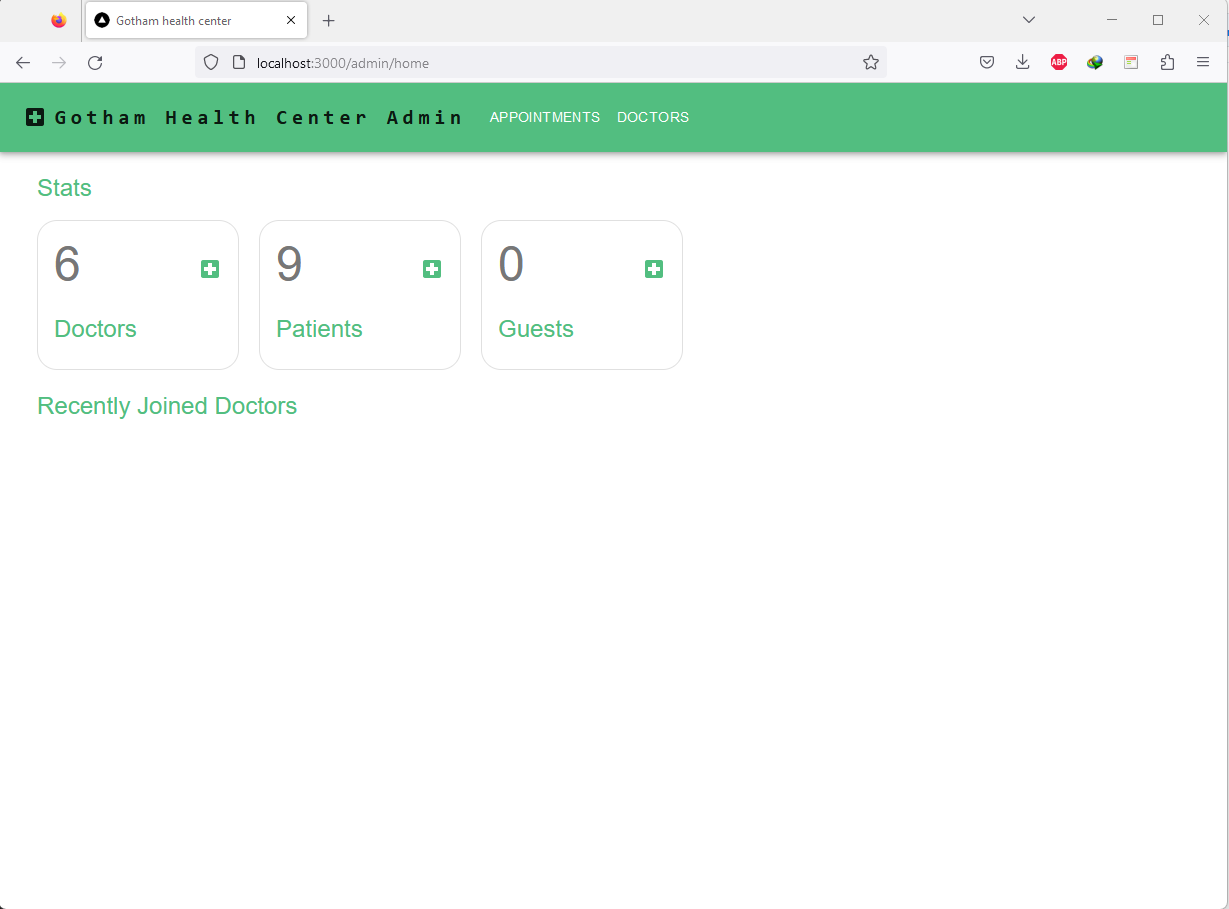 Gotham health center
localhost:3000/admin/home
ABP
Gotham Health Center Admin APPOINTMENTS DOCTORS
Stats
6 9 0
Doctors Patients Guests
Recently Joined Doctors